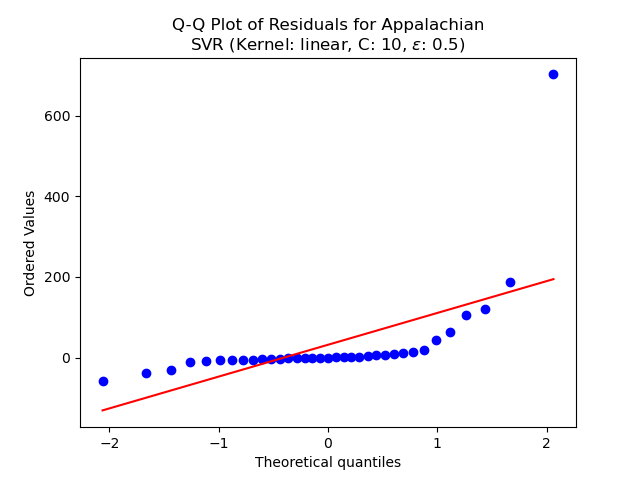 Q-Q Plot of Residuals for Appalachian
SVR (Kernel: linear, C: 10, ε: 0.5)
Ordered Values
600
400
200
0
−2
−1
0
1
2
Theoretical quantiles